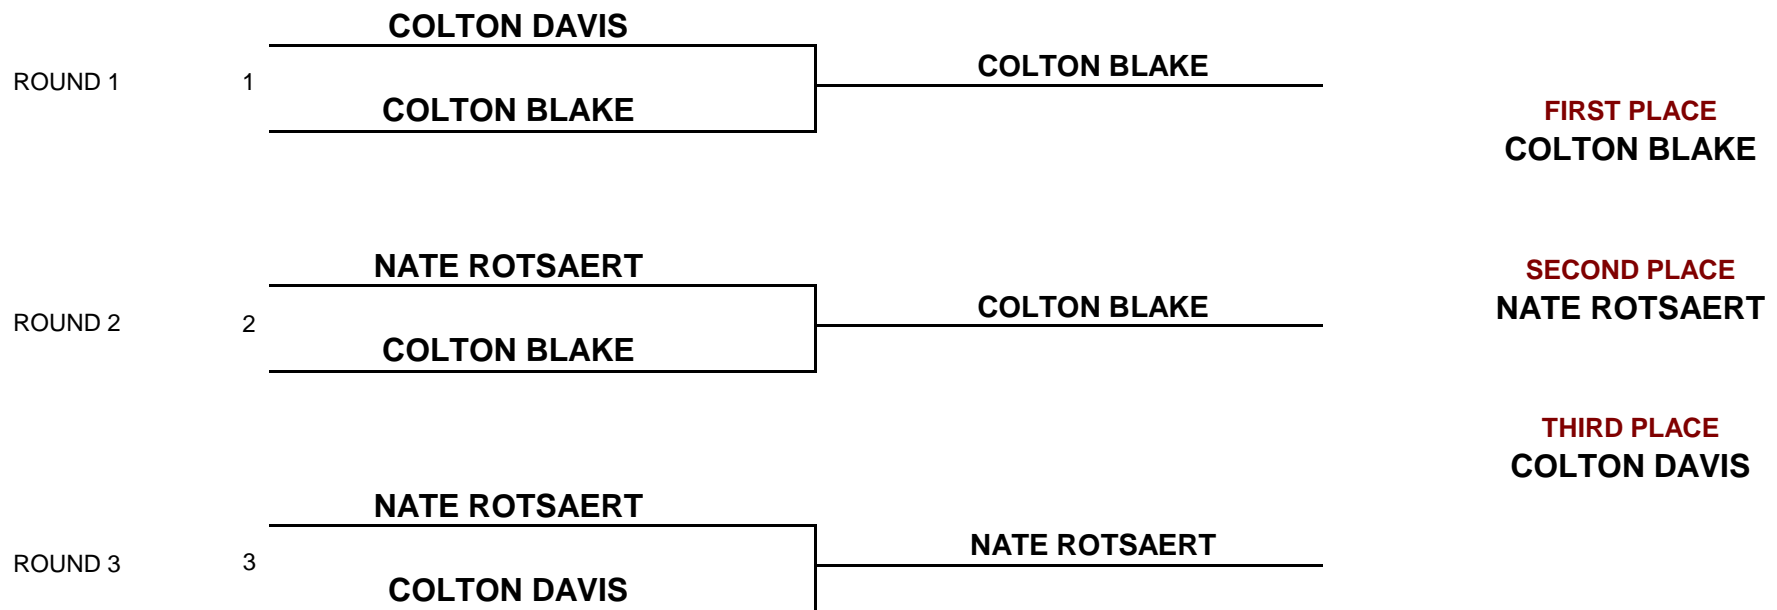 COLTON DAVIS
ROUND 1 1 COLTON BLAKE
COLTON BLAKE
FIRST PLACE
COLTON BLAKE
NATE ROTSAERT
ROUND 2 2 COLTON BLAKE
COLTON BLAKE
SECOND PLACE
NATE ROTSAERT
THIRD PLACE
COLTON DAVIS
NATE ROTSAERT
ROUND 3 3 NATE ROTSAERT
COLTON DAVIS